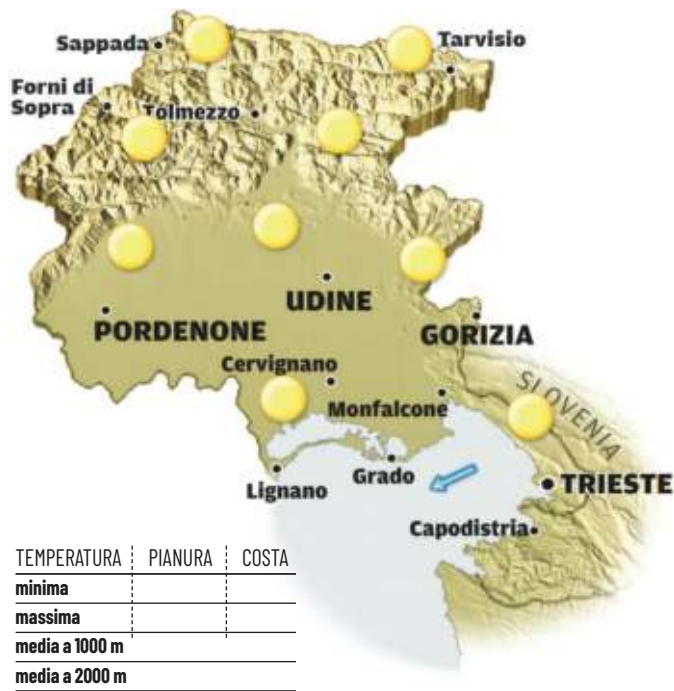 Sappada
Tarvisio
Forni di
Sopra
Tolmezzo
UDINE
PORDENONE
GORIZIA
Cervignano
SLOVENIA
Monfalcone
Grado
Lignano
TRIESTE
Capodistria
TEMPERATURA PIANURA COSTA
minima
massima
media a 1000 m
media a 2000 m